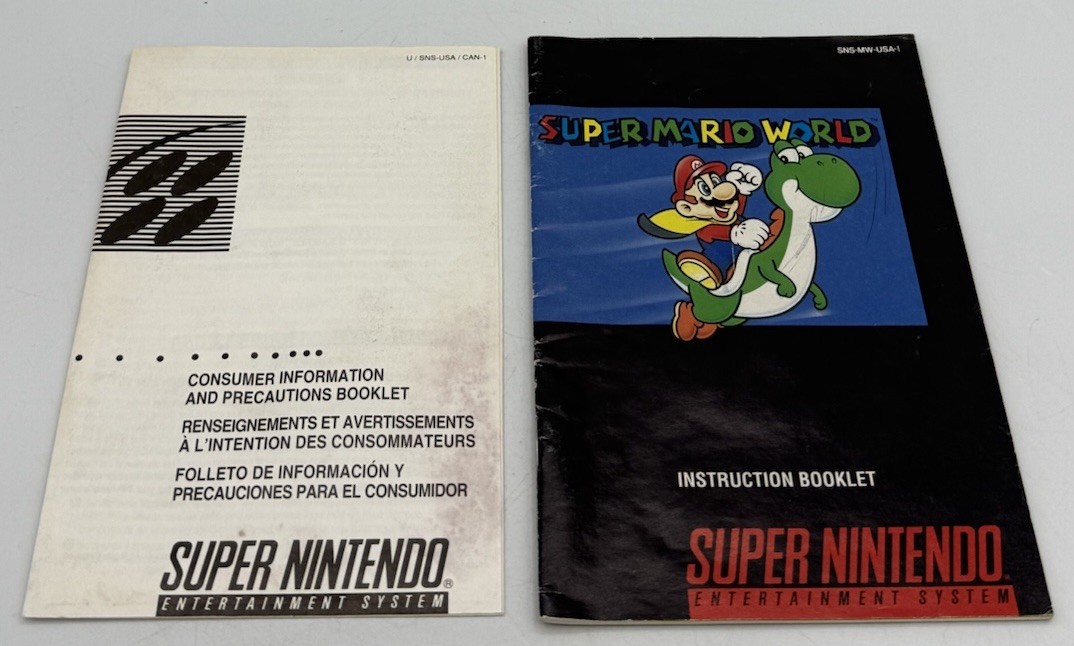 U / SNS-USA / CAN-1
CONSUMER INFORMATION
AND PRECAUTIONS BOOKLET
RENSEIGNEMENTS ET AVERTISSEMENTS
À L'INTENTION DES CONSOMMATEURS
FOLLETO DE INFORMACIÓN Y
PRECAUCIONES PARA EL CONSUMIDOR
SUPER NINTENDO®
ENTERTAINMENT SYSTEM
SNS-MW-USA-1
SUPER MARIO WORLD™
M
INSTRUCTION BOOKLET
SUPER NINTENDO
ENTERTAINMENT SYSTEM